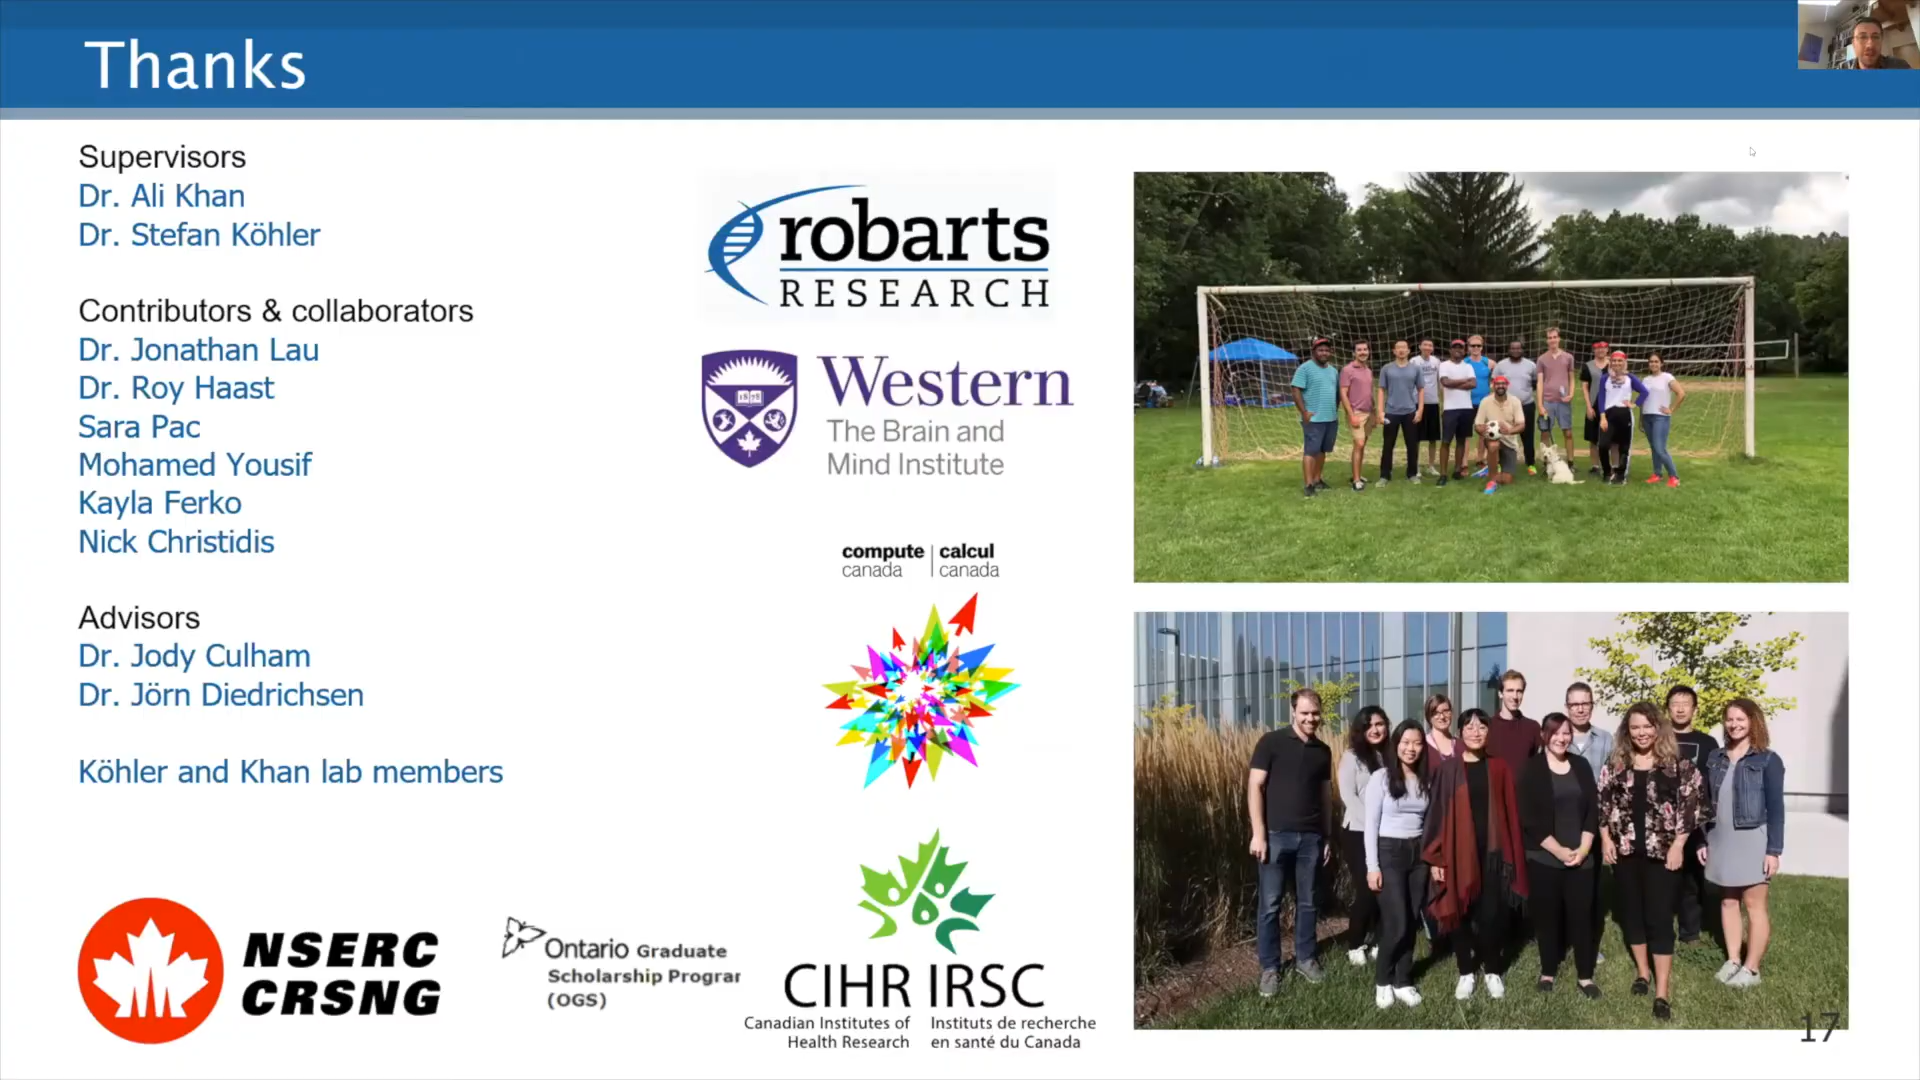 Thanks
Supervisors
Dr. Ali Khan
Dr. Stefan Köhler
Contributors & collaborators
Dr. Jonathan Lau
Dr. Roy Haast
Sara Pac
Mohamed Yousif
Kayla Ferko
Nick Christidis
Advisors
Dr. Jody Culham
Dr. Jörn Diedrichsen
Köhler and Khan lab members
NSERC
CRSNG
Ontario Graduate
Scholarship Progran
(OGS)
robarts
RESEARCH
Western
The Brain and
Mind Institute
compute | calcul
canada | canada
CIHR IRSC
Canadian Institutes of Instituts de recherche
Health Research en santé du Canada
17